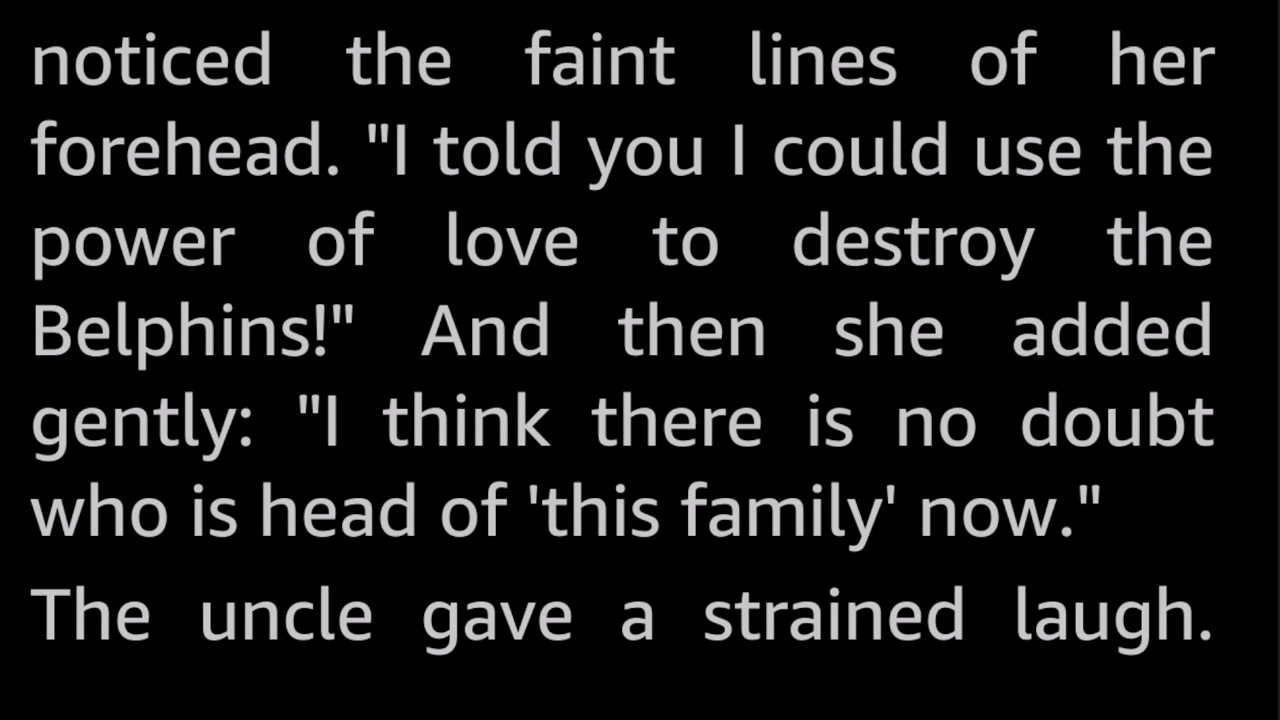 noticed the faint lines of her
forehead. "I told you I could use the
power of love to destroy the
Belphins!" And then she added
gently: "I think there is no doubt
who is head of 'this family' now."
The uncle gave a strained laugh.